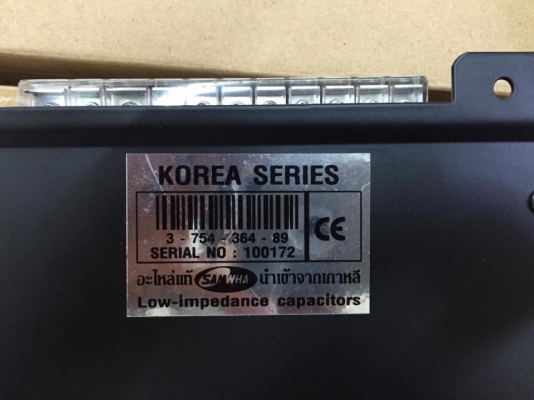 KOREA SERIES
3 - 754 - 364 - 89
SERIAL NO : 100172
CE
อะไหล่แท้ SAMWHA นำเข้าจากเกาหลี
Low-impedance capacitors